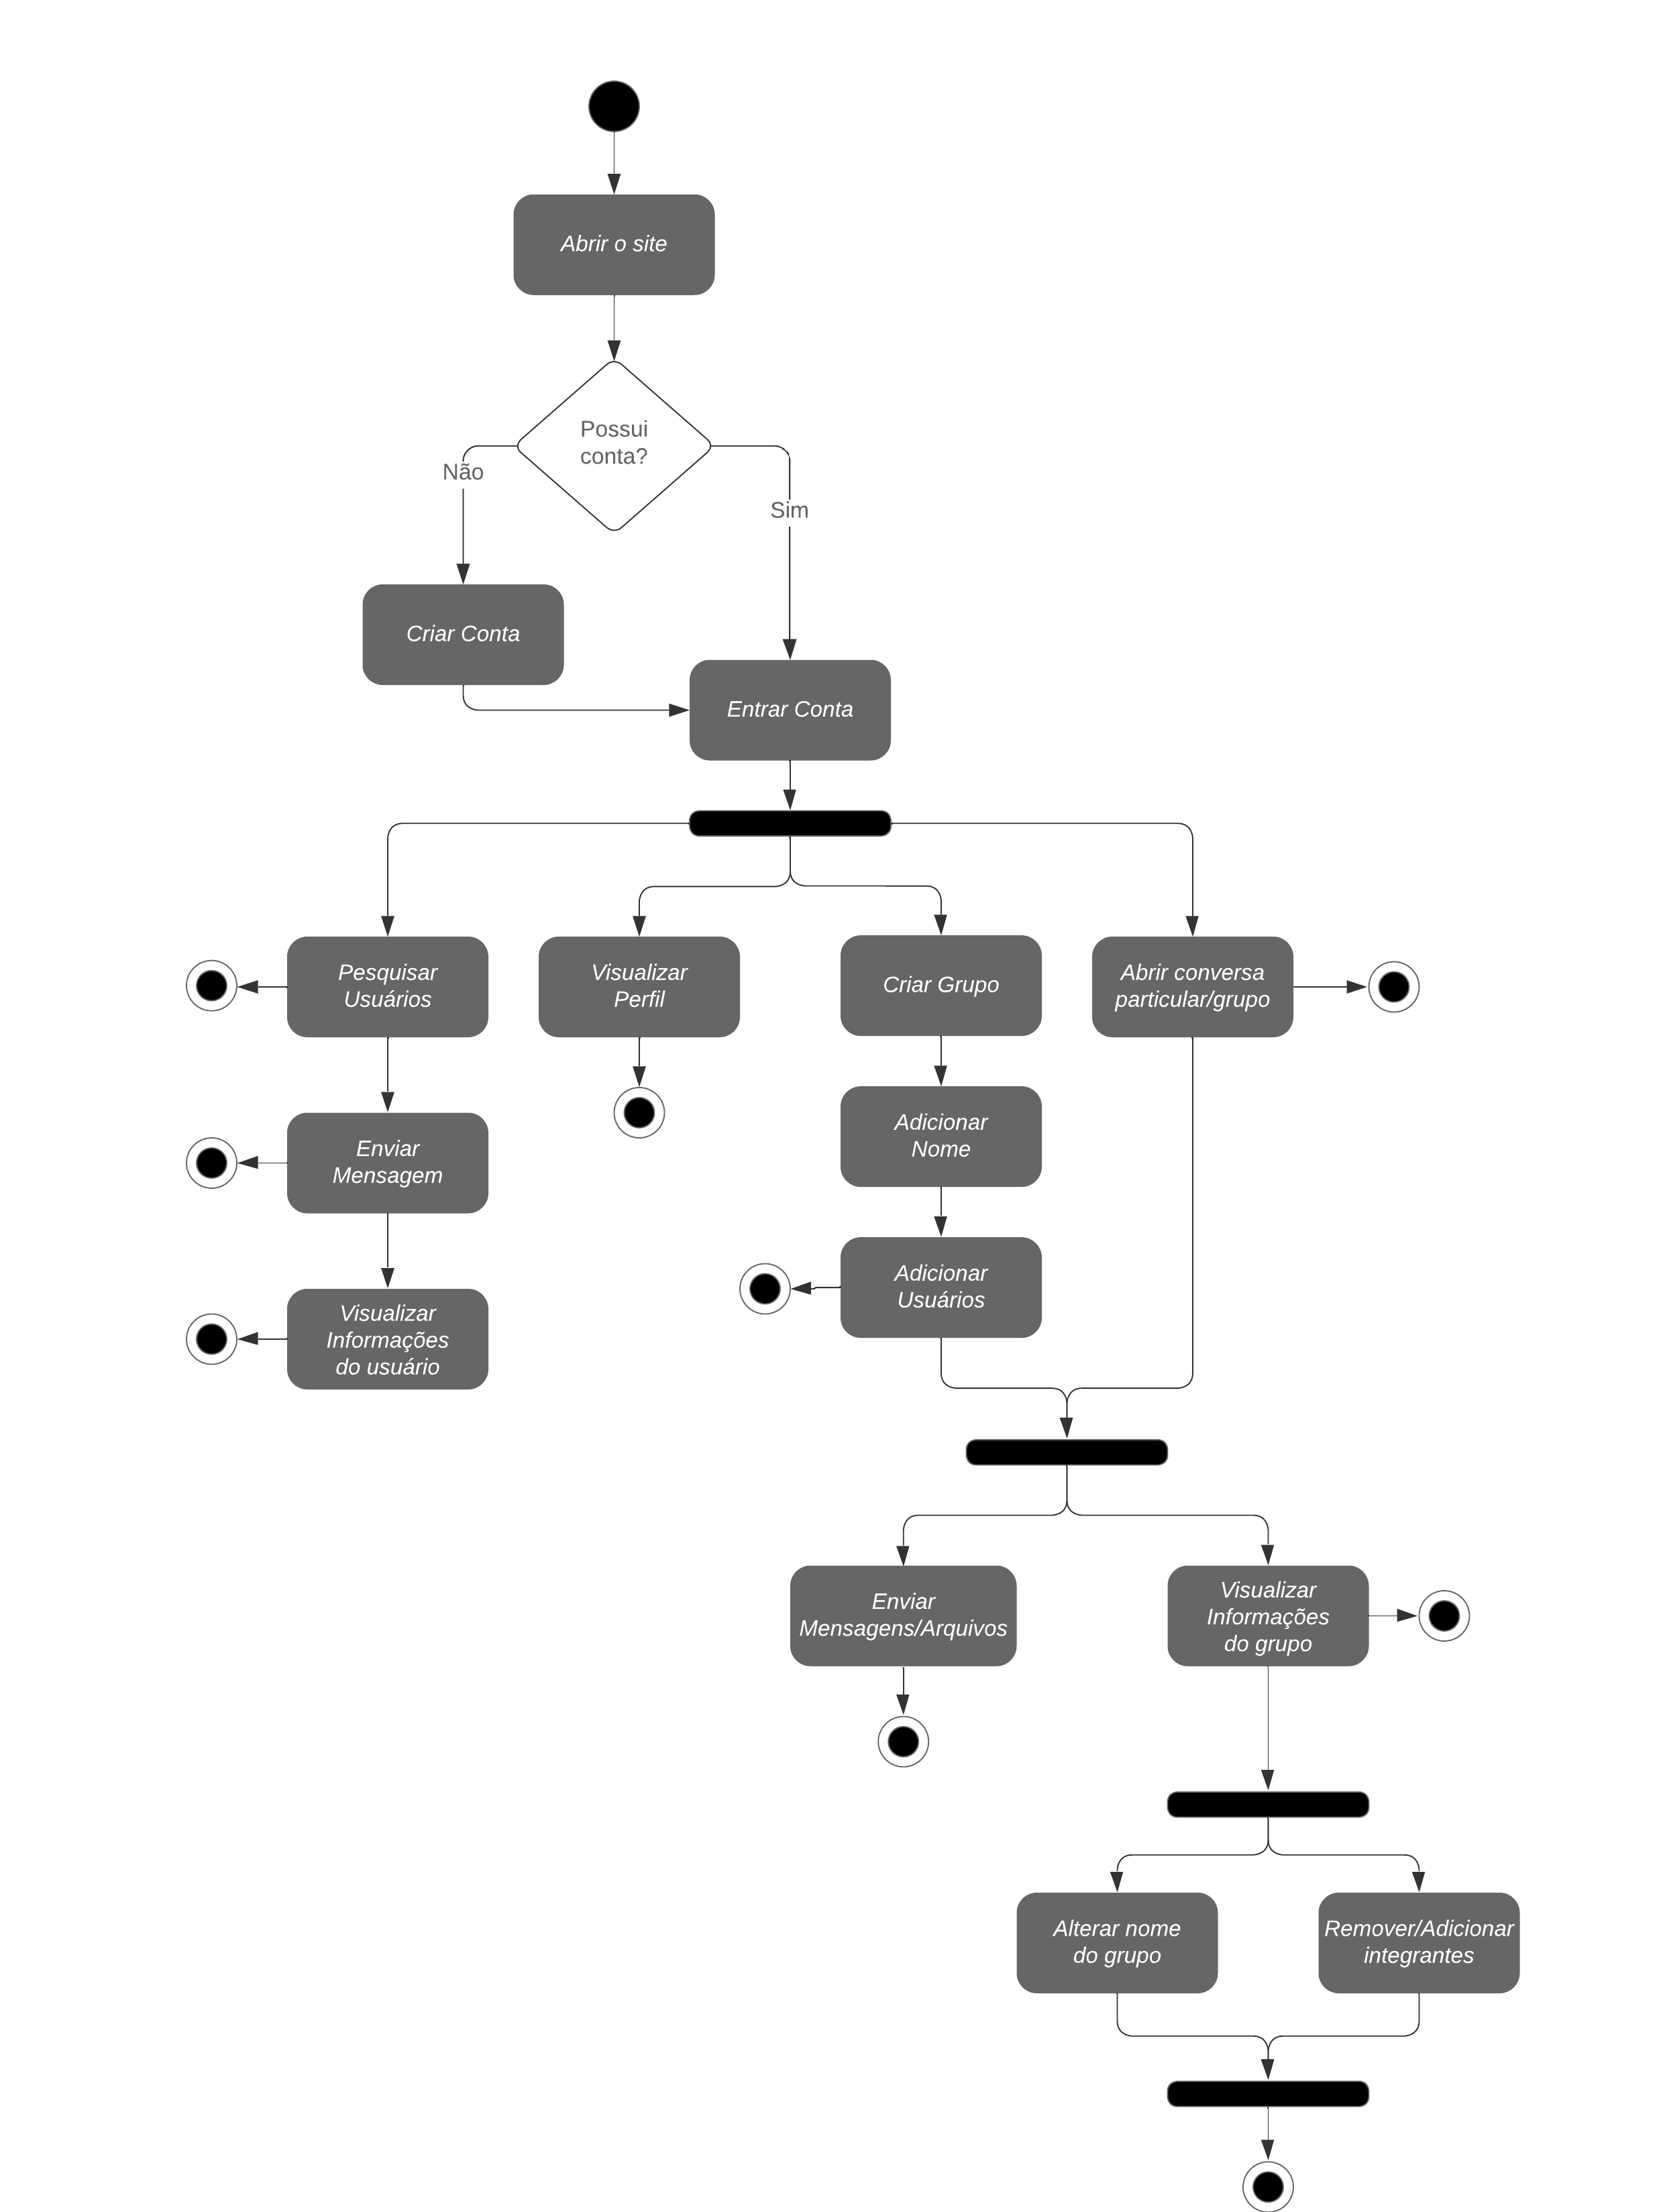 Abrir o site
Possui
conta?
Não
Sim
Criar Conta
Entrar Conta
Pesquisar
Usuários
Visualizar
Perfil
Criar Grupo
Abrir conversa
particular/grupo
Adicionar
Nome
Enviar
Mensagem
Adicionar
Usuários
Visualizar
Informações
do usuário
Enviar
Mensagens/Arquivos
Visualizar
Informações
do grupo
Alterar nome
do grupo
Remover/Adicionar
integrantes